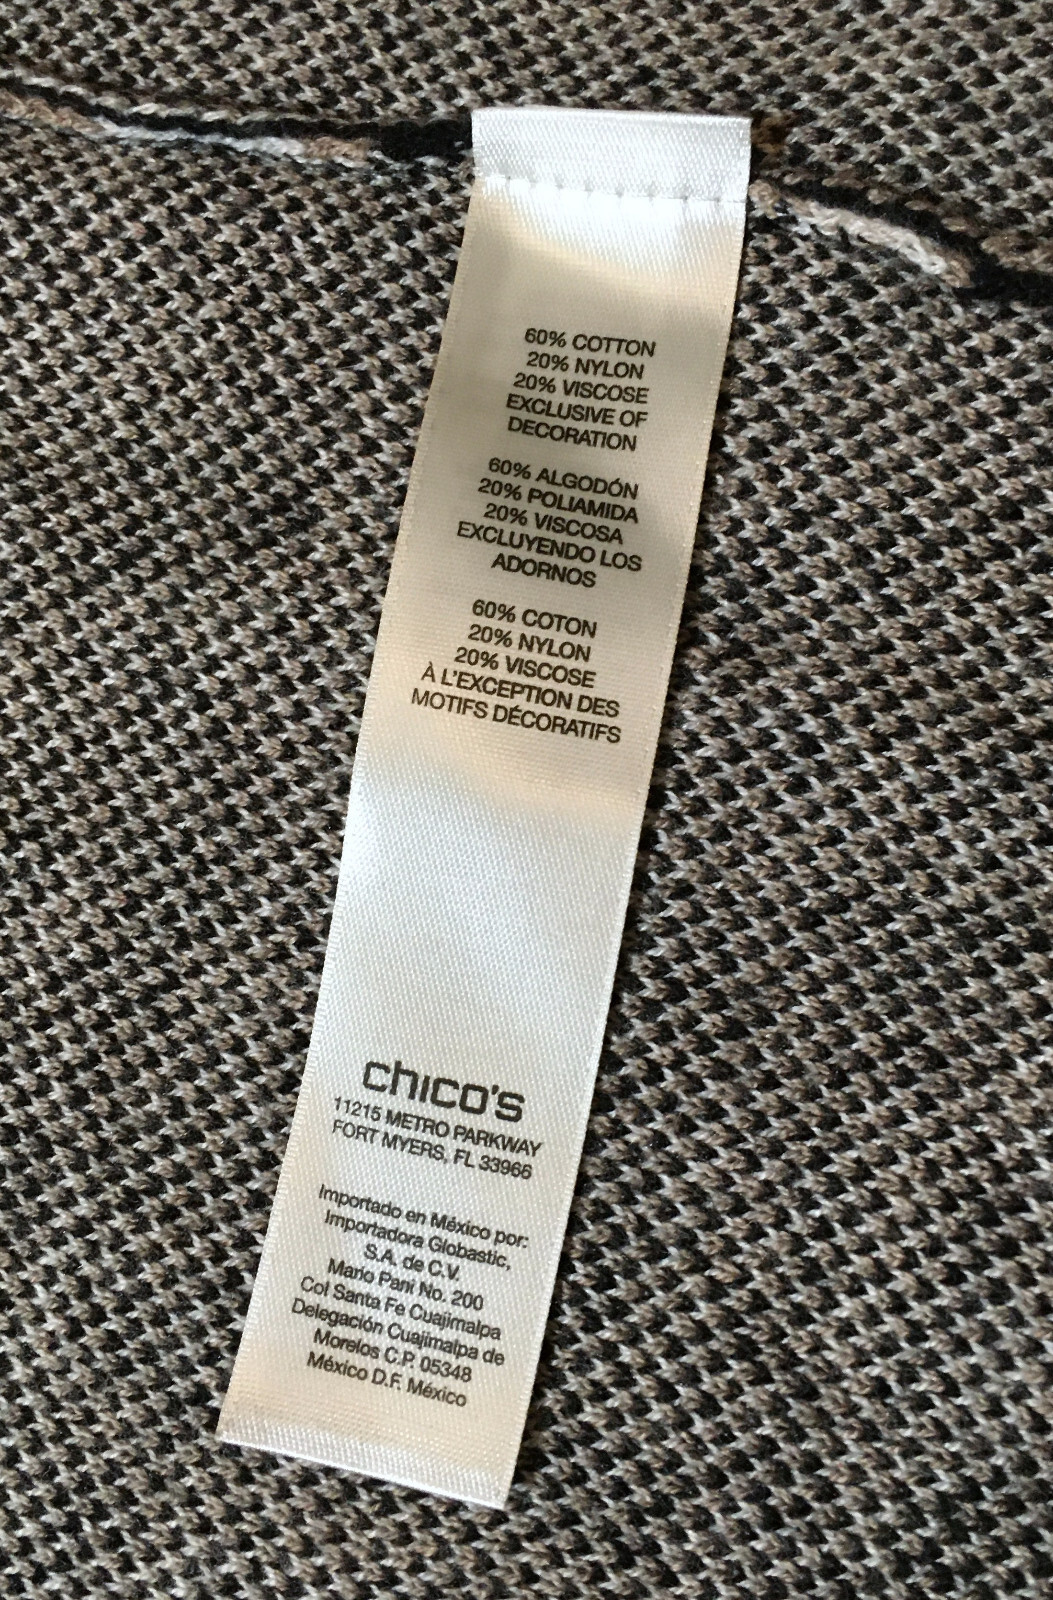 60% COTTON
20% NYLON
20% VISCOSE
EXCLUSIVE OF
DECORATION
60% ALGODÓN
20% POLIAMIDA
20% VISCOSA
EXCLUYENDO LOS
ADORNOS
60% COTON
20% NYLON
20% VISCOSE
À L'EXCEPTION DES
MOTIFS DÉCORATIFS
chico's
11215 METRO PARKWAY
FORT MYERS, FL 33966
Importado en México por:
Importadora Globastic,
S.A. de C.V.
Mario Pani No. 200
Col Santa Fe Cuajimalpa
Delegación Cuajimalpa de
Morelos C.P. 05348
México D.F. México